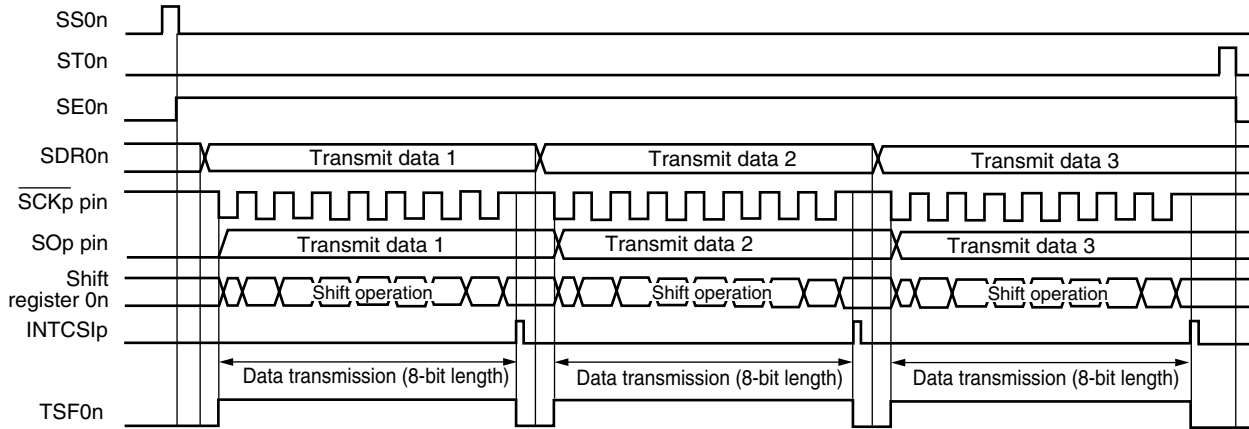 SS0n
ST0n
SE0n
SDR0n
Transmit data 1
Transmit data 2
Transmit data 3
SCKp pin
SOp pin
Transmit data 1
Transmit data 2
Transmit data 3
Shift
register 0n
Shift operation
Shift operation
Shift operation
INTCSIp
Data transmission (8-bit length)
Data transmission (8-bit length)
Data transmission (8-bit length)
TSF0n